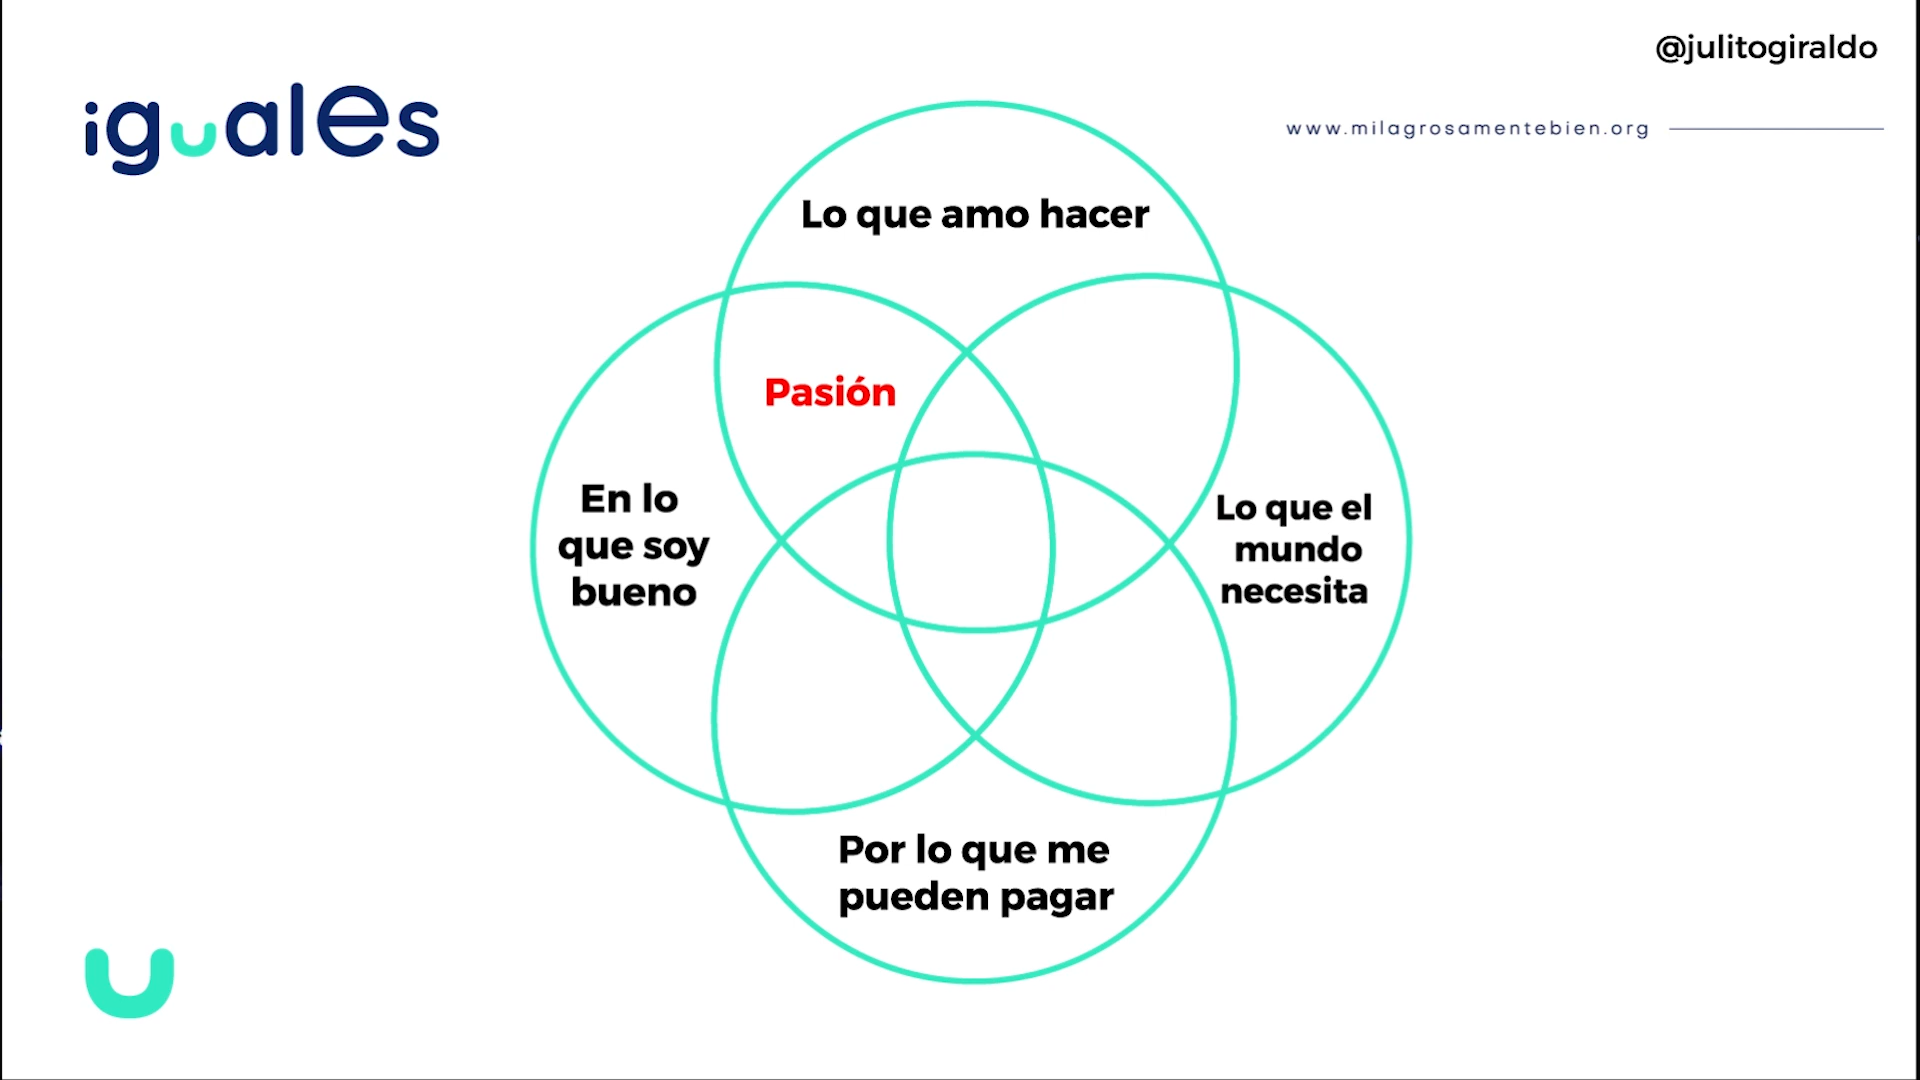 @julitogiraldo
iguales
www.milagrosamentebien.org
Lo que amo hacer
Pasión
En lo
que soy
bueno
Lo que el
mundo
necesita
Por lo que me
pueden pagar